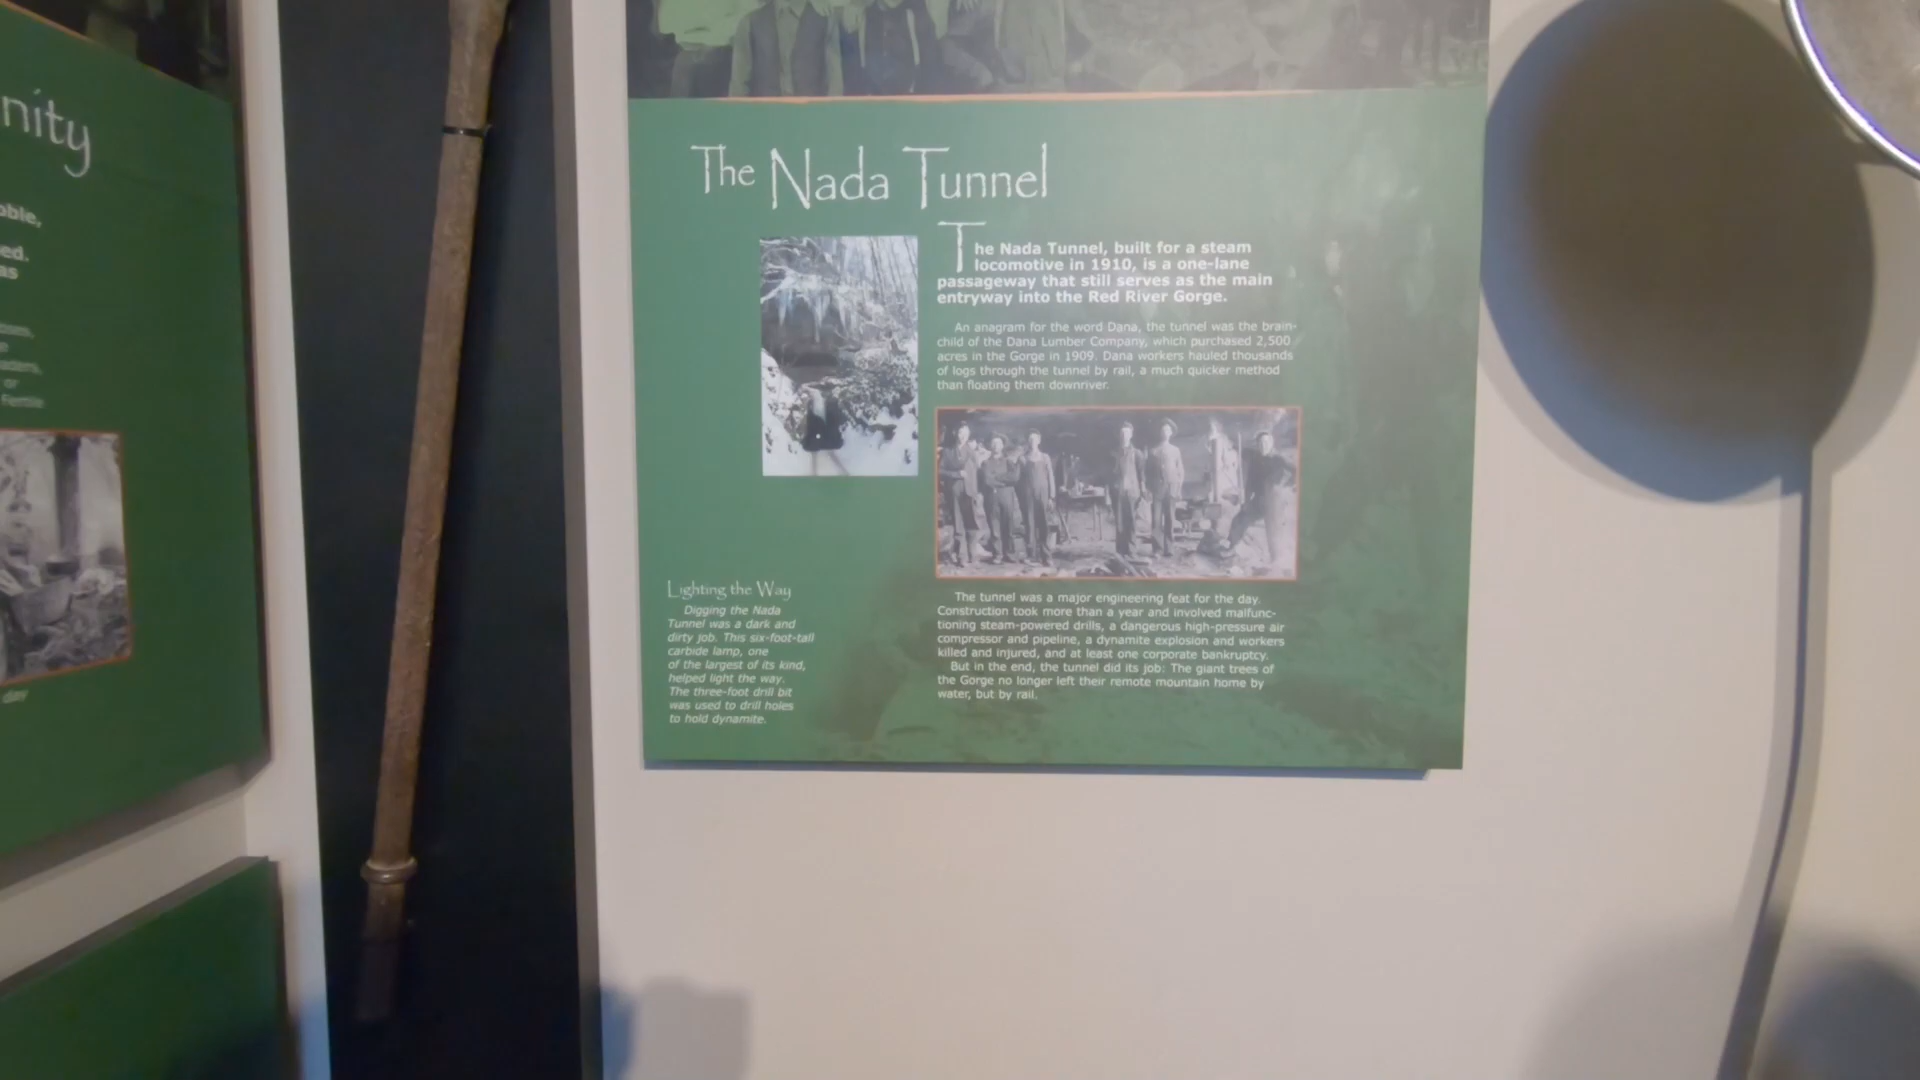 nity
ed.
as
or
Fertile
day
The Nada Tunnel
The Nada Tunnel, built for a steam
locomotive in 1910, is a one-lane
passageway that still serves as the main
entryway into the Red River Gorge.
An anagram for the word Dana, the tunnel was the brain-
child of the Dana Lumber Company, which purchased 2,500
acres in the Gorge in 1909. Dana workers hauled thousands
of logs through the tunnel by rail, a much quicker method
than floating them downriver.
The tunnel was a major engineering feat for the day.
Construction took more than a year and involved malfunc-
tioning steam-powered drills, a dangerous high-pressure air
compressor and pipeline, a dynamite explosion and workers
killed and injured, and at least one corporate bankruptcy.
But in the end, the tunnel did its job: The giant trees of
the Gorge no longer left their remote mountain home by
water, but by rail.
Lighting the Way
Digging the Nada
Tunnel was a dark and
dirty job. This six-foot-tall
carbide lamp, one
of the largest of its kind,
helped light the way.
The three-foot drill bit
was used to drill holes
to hold dynamite.